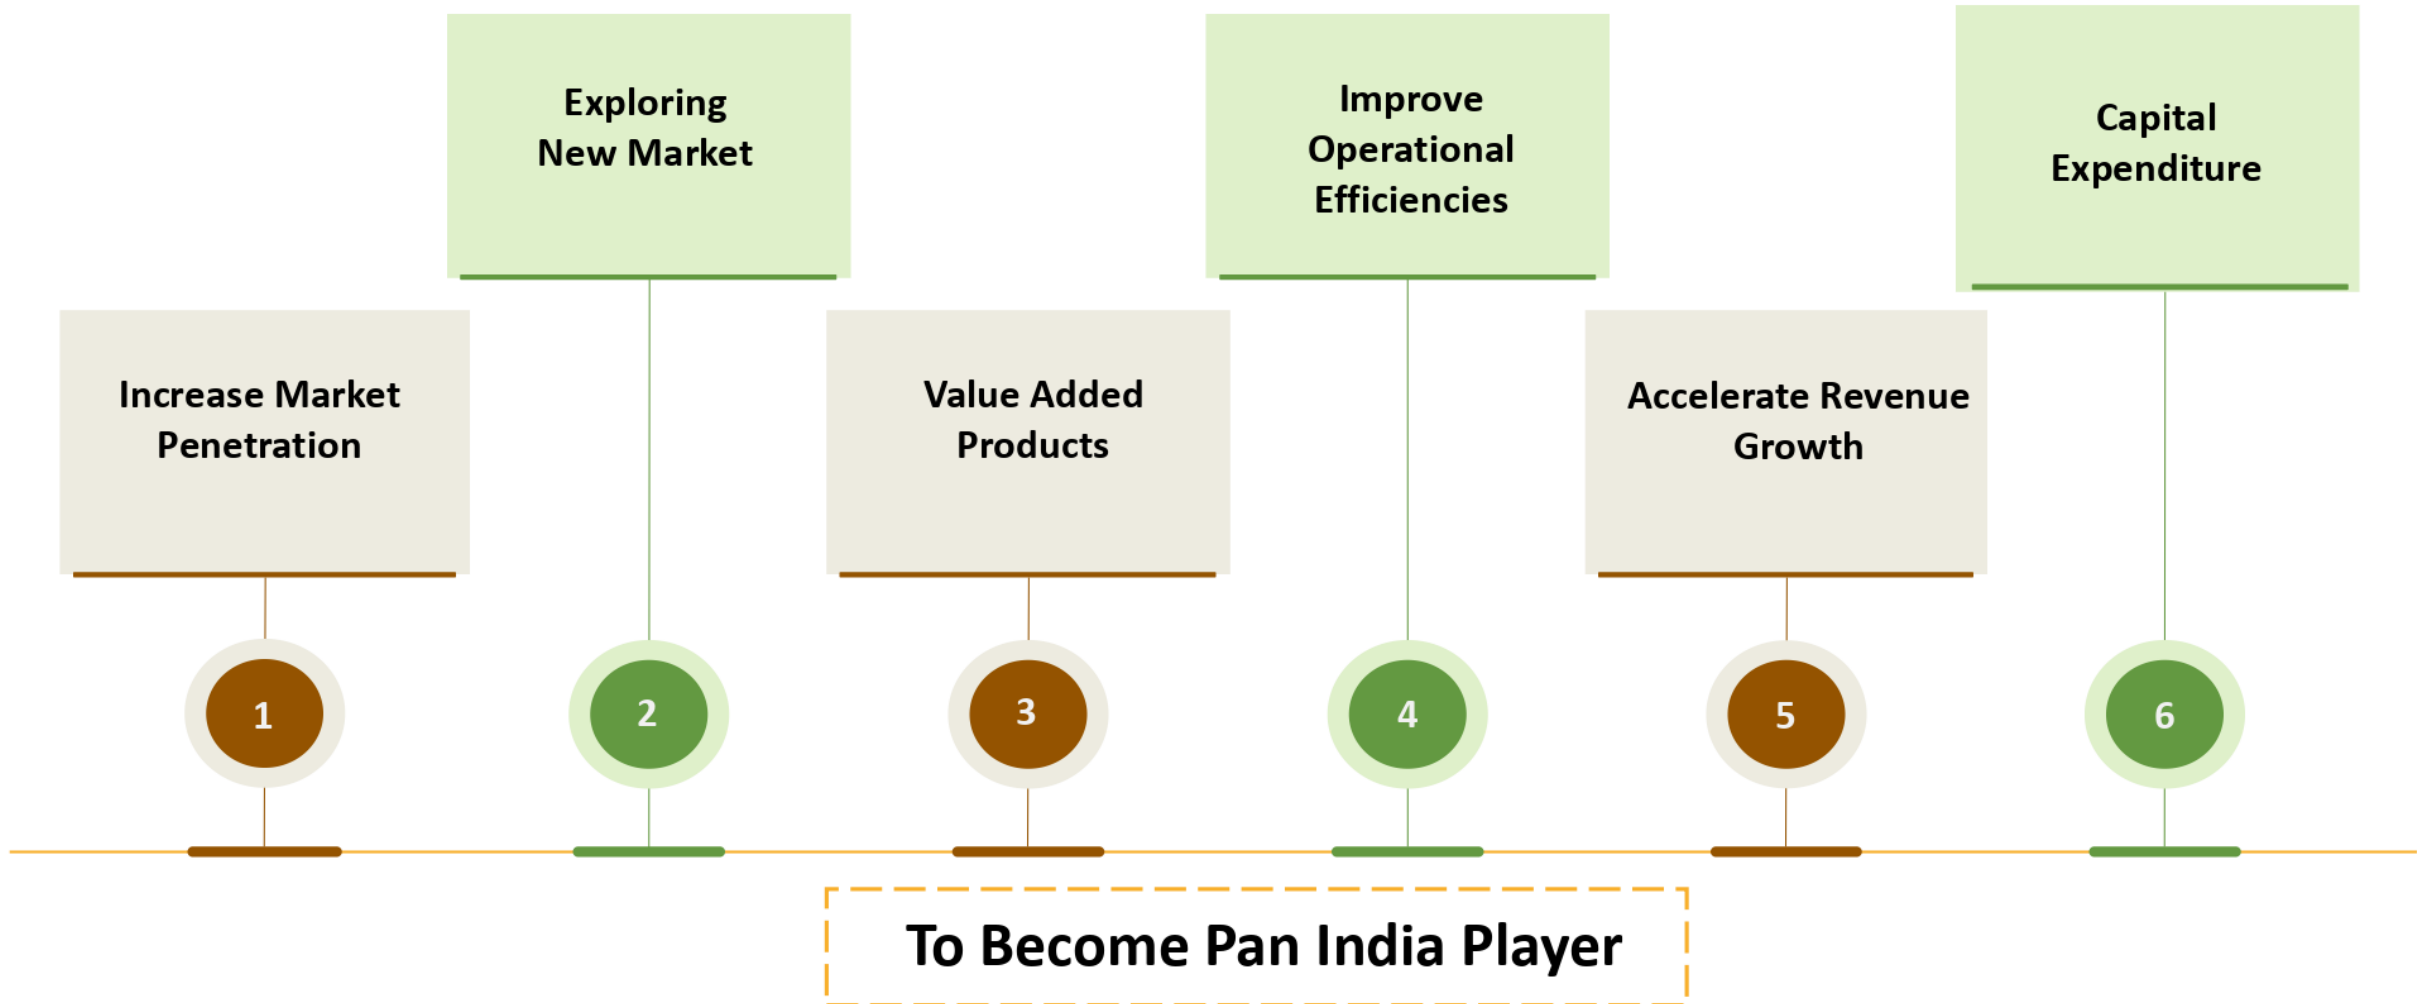 Increase Market
Penetration
1
Exploring
New Market
2
Value Added
Products
3
Improve
Operational
Efficiencies
4
Accelerate Revenue
Growth
5
Capital
Expenditure
6
To Become Pan India Player